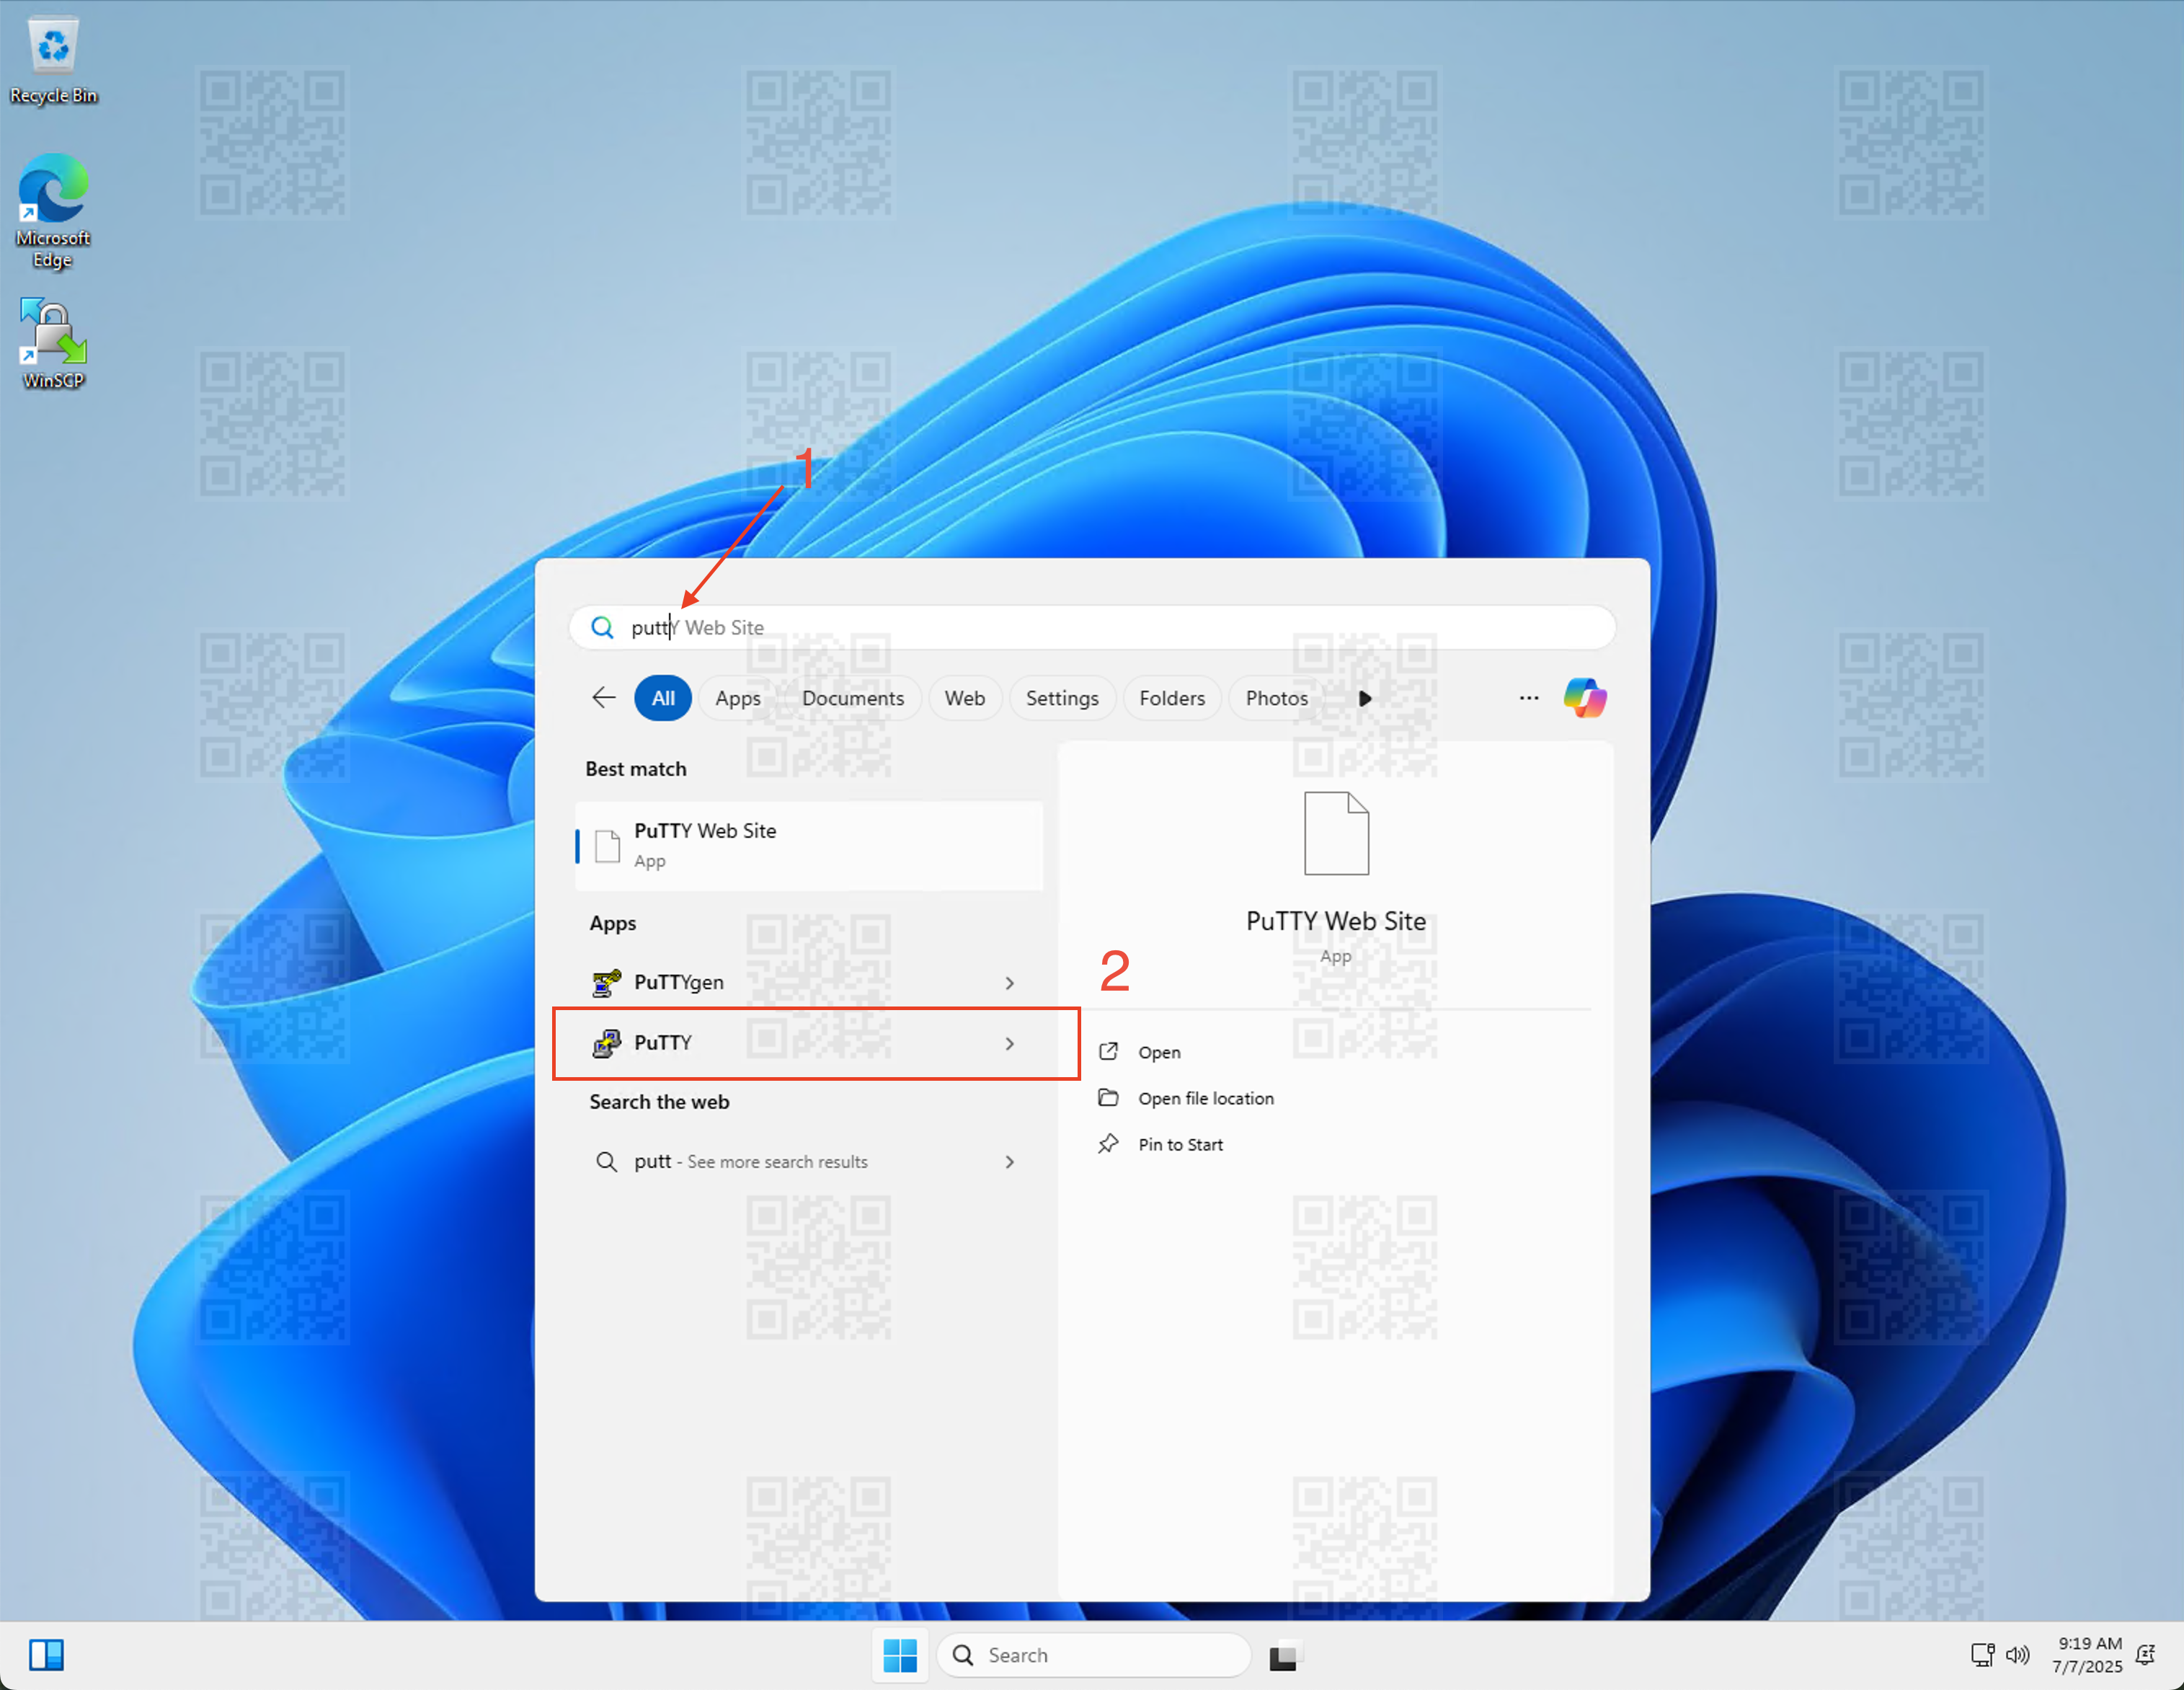 Recycle Bin
Microsoft
Edge
WinSCP
1
puttY Web Site
All
Apps
Documents
Web
Settings
Folders
Photos
Best match
PuTTY Web Site
App
Apps
PuTTYgen
PuTTY
Search the web
putt - See more search results
PuTTY Web Site
App
2
Open
Open file location
Pin to Start
Search
9:19 AM
7/7/2025